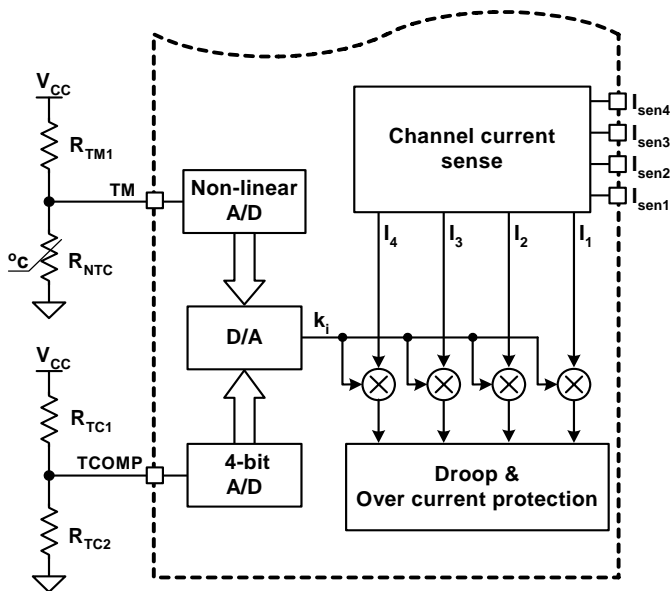 V_CC
R_TM1
TM
°c
R_NTC
V_CC
R_TC1
TCOMP
R_TC2
Non-linear
A/D
D/A
4-bit
A/D
k_i
Channel current
sense
I_sen4
I_sen3
I_sen2
I_sen1
I_4
I_3
I_2
I_1
Droop &
Over current protection